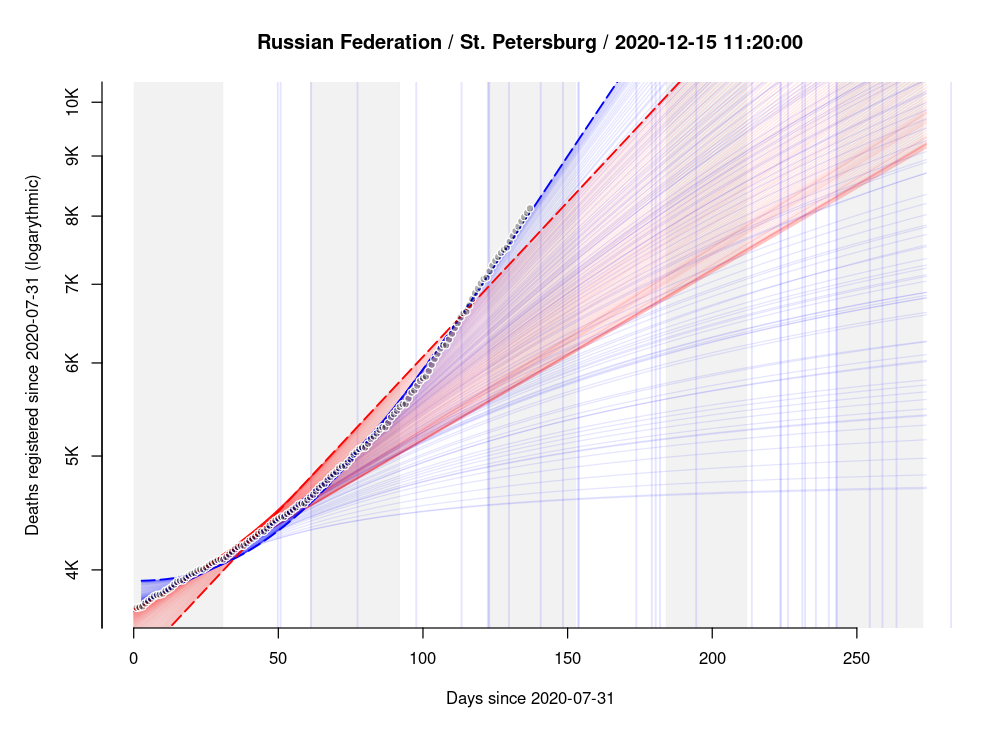 Russian Federation / St. Petersburg / 2020-12-15 11:20:00
Deaths registered since 2020-07-31 (logarythmic)
10K
9K
8K
7K
6K
5K
4K
0 50 100 150 200 250
Days since 2020-07-31